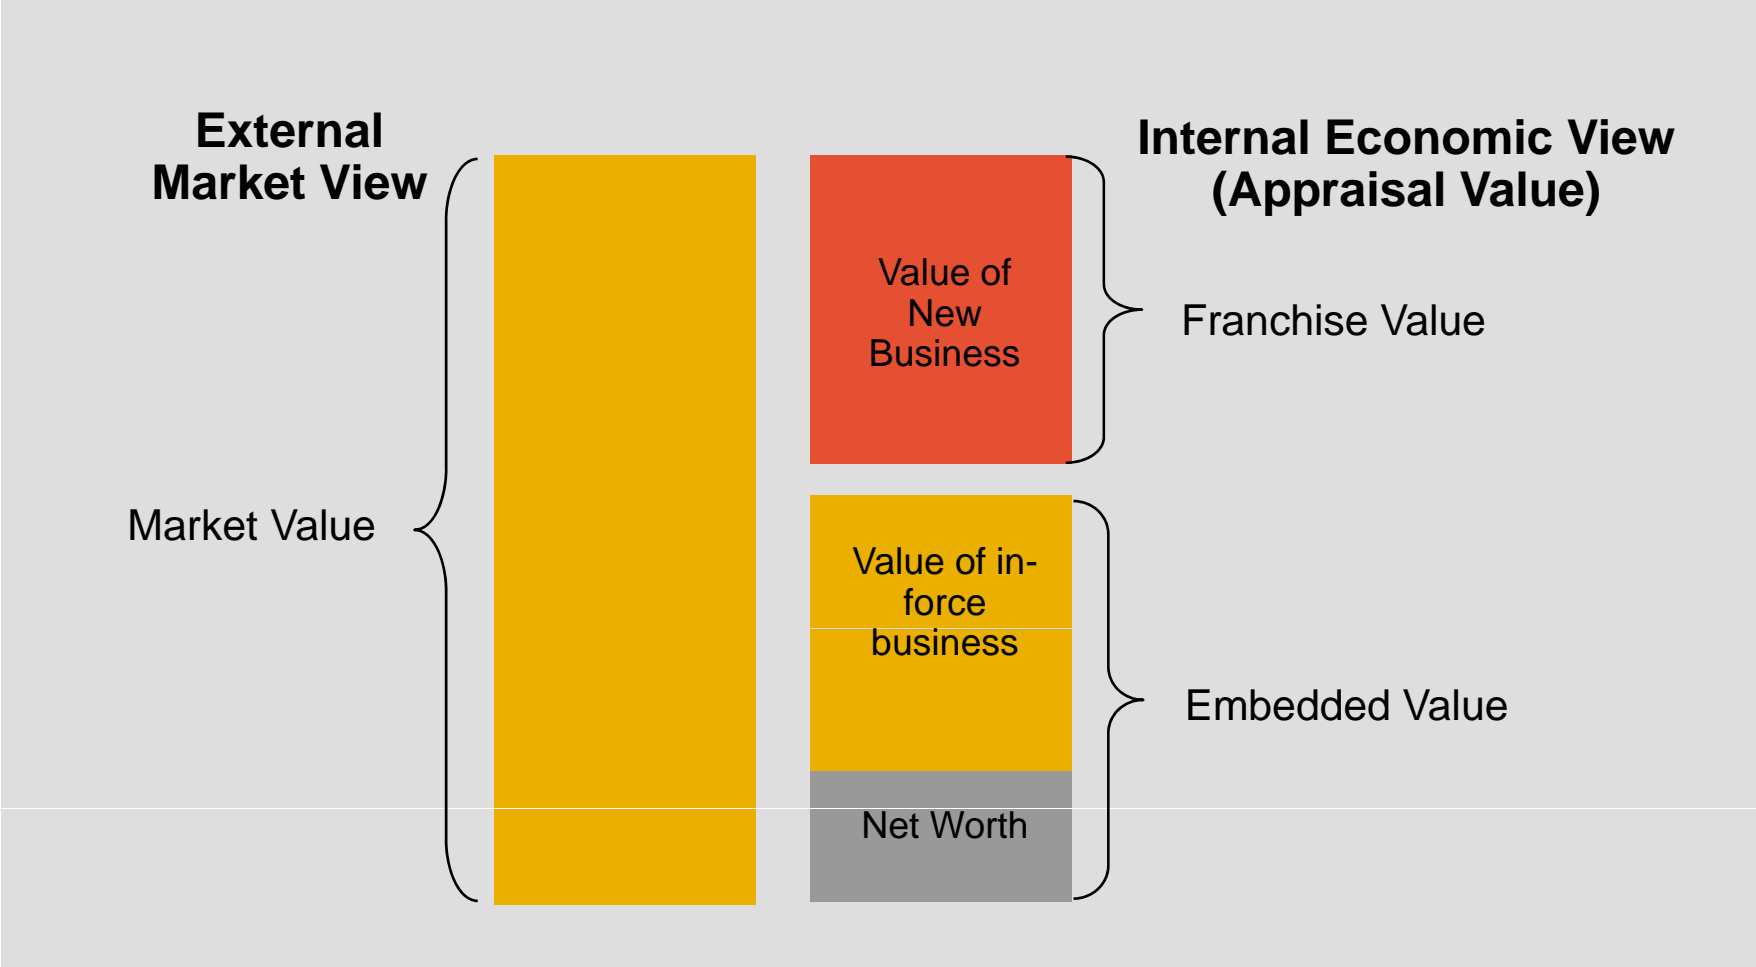 External
Market View
Internal Economic View
(Appraisal Value)
Value of
New
Business
Franchise Value
Market Value
Value of in-
force
business
Embedded Value
Net Worth